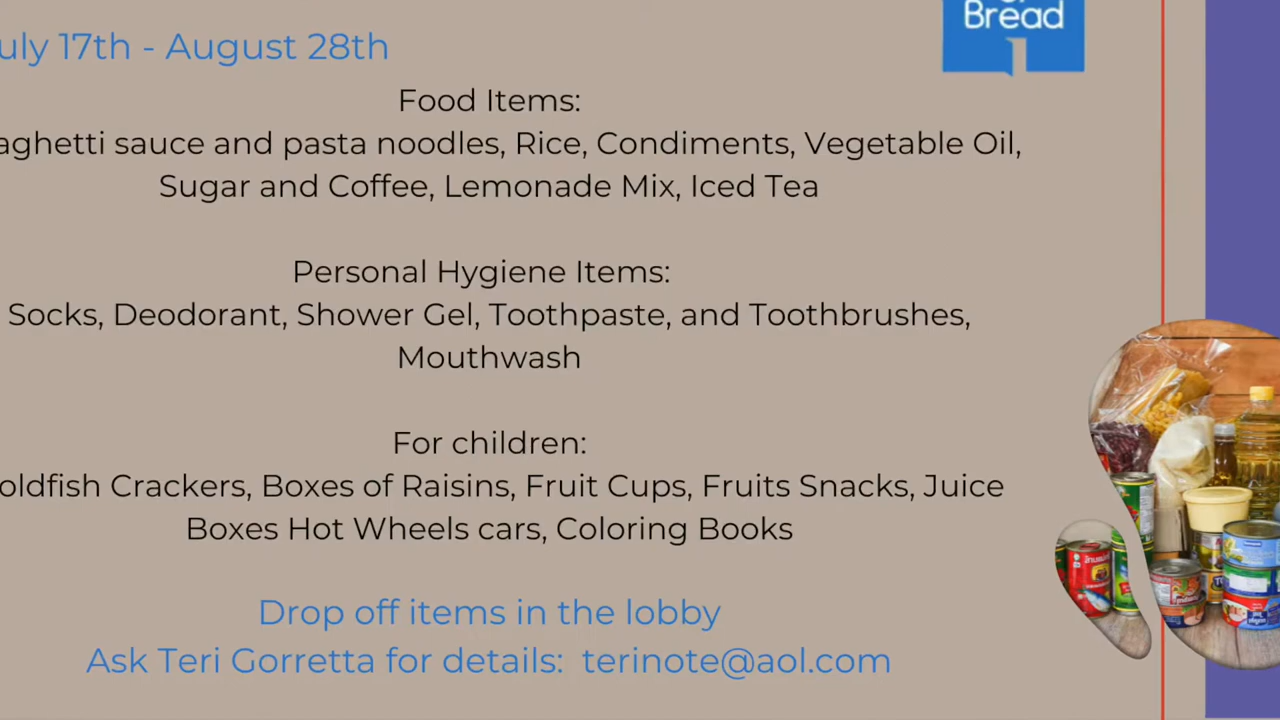 Bread
uly 17th - August 28th
Food Items:
aghetti sauce and pasta noodles, Rice, Condiments, Vegetable Oil,
Sugar and Coffee, Lemonade Mix, Iced Tea
Personal Hygiene Items:
Socks, Deodorant, Shower Gel, Toothpaste, and Toothbrushes,
Mouthwash
For children:
oldfish Crackers, Boxes of Raisins, Fruit Cups, Fruits Snacks, Juice
Boxes Hot Wheels cars, Coloring Books
Drop off items in the lobby
Ask Teri Gorretta for details: terinote@aol.com